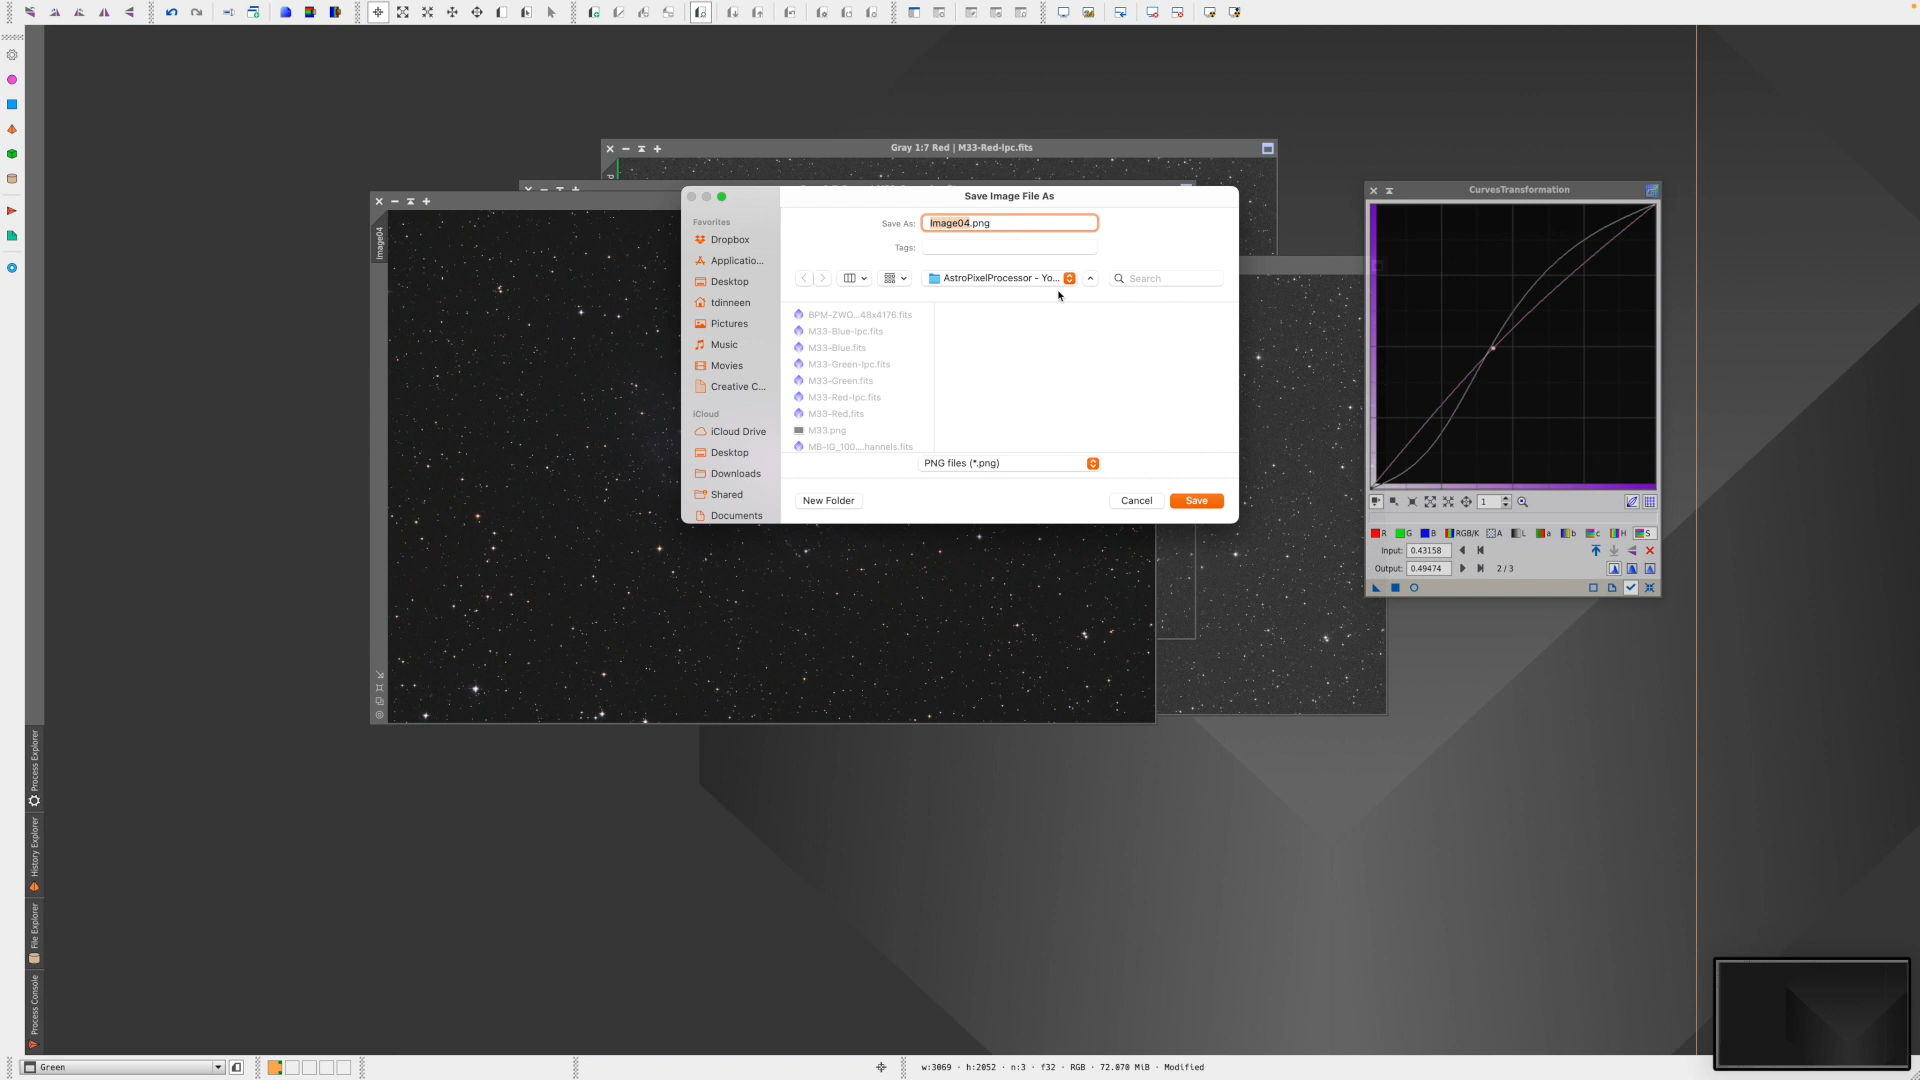 Gray 1:7 Red | M33-Red-lpc.fits
Image04
Save Image File As
Save As: Image04.png
Tags:
AstroPixelProcessor - Yo...
Search
Favorites
Dropbox
Applicatio...
Desktop
tdinneen
Pictures
Music
Movies
Creative C...
iCloud
iCloud Drive
Desktop
Downloads
Shared
Documents
BPM-ZWO...48x4176.fits
M33-Blue-lpc.fits
M33-Blue.fits
M33-Green-lpc.fits
M33-Green.fits
M33-Red-lpc.fits
M33-Red.fits
M33.png
MB-IG_100....hannels.fits
PNG files (*.png)
New Folder
Cancel
Save
CurvesTransformation
1
R G B RGB/K A L a b c H S
Input: 0.43158
Output: 0.49474 2 / 3
Process Explorer
History Explorer
File Explorer
Process Console
Green
w:3069 · h:2052 · n:3 · f32 · RGB · 72.070 MiB · Modified